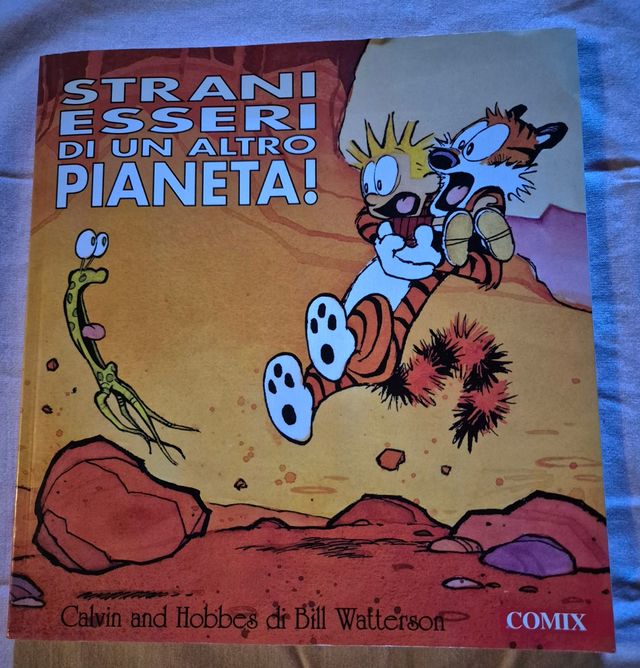 STRANI
ESSERI
DI UN ALTRO
PIANETA!
Calvin and Hobbes di Bill Watterson
COMIX